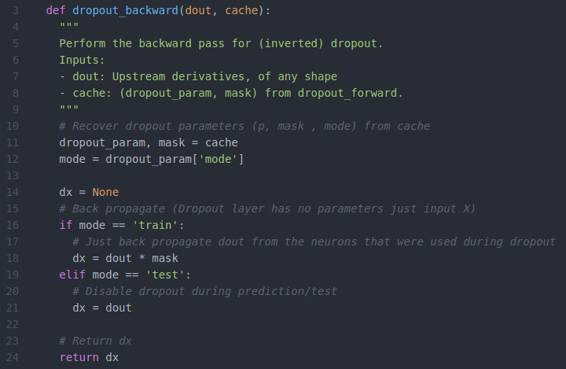 3 def dropout_backward(dout, cache):
4 """
5 Perform the backward pass for (inverted) dropout.
6 Inputs:
7 - dout: Upstream derivatives, of any shape
8 - cache: (dropout_param, mask) from dropout_forward.
9 """
10 # Recover dropout parameters (p, mask , mode) from cache
11 dropout_param, mask = cache
12 mode = dropout_param['mode']
13
14 dx = None
15 # Back propagate (Dropout layer has no parameters just input X)
16 if mode == 'train':
17 # Just back propagate dout from the neurons that were used during dropout
18 dx = dout * mask
19 elif mode == 'test':
20 # Disable dropout during prediction/test
21 dx = dout
22
23 # Return dx
24 return dx